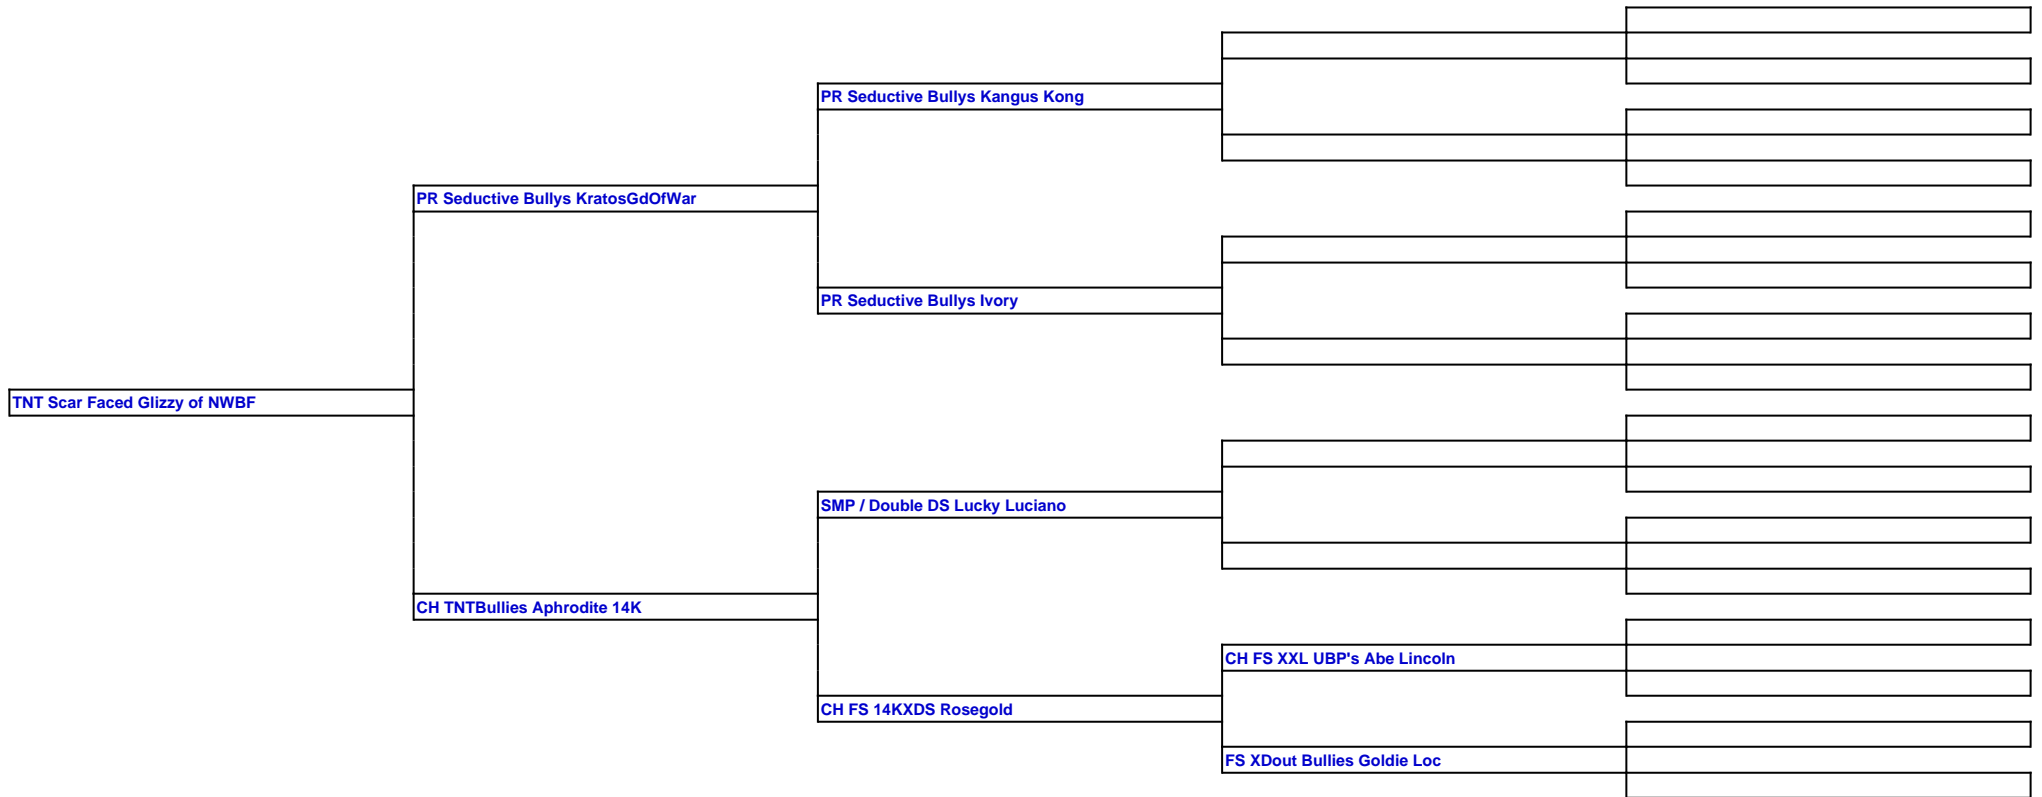 PR Seductive Bullys Kangus Kong
PR Seductive Bullys KratosGdOfWar
PR Seductive Bullys Ivory
TNT Scar Faced Glizzy of NWBF
SMP / Double DS Lucky Luciano
CH TNTBullies Aphrodite 14K
CH FS XXL UBP's Abe Lincoln
CH FS 14KXDS Rosegold
FS XDout Bullies Goldie Loc